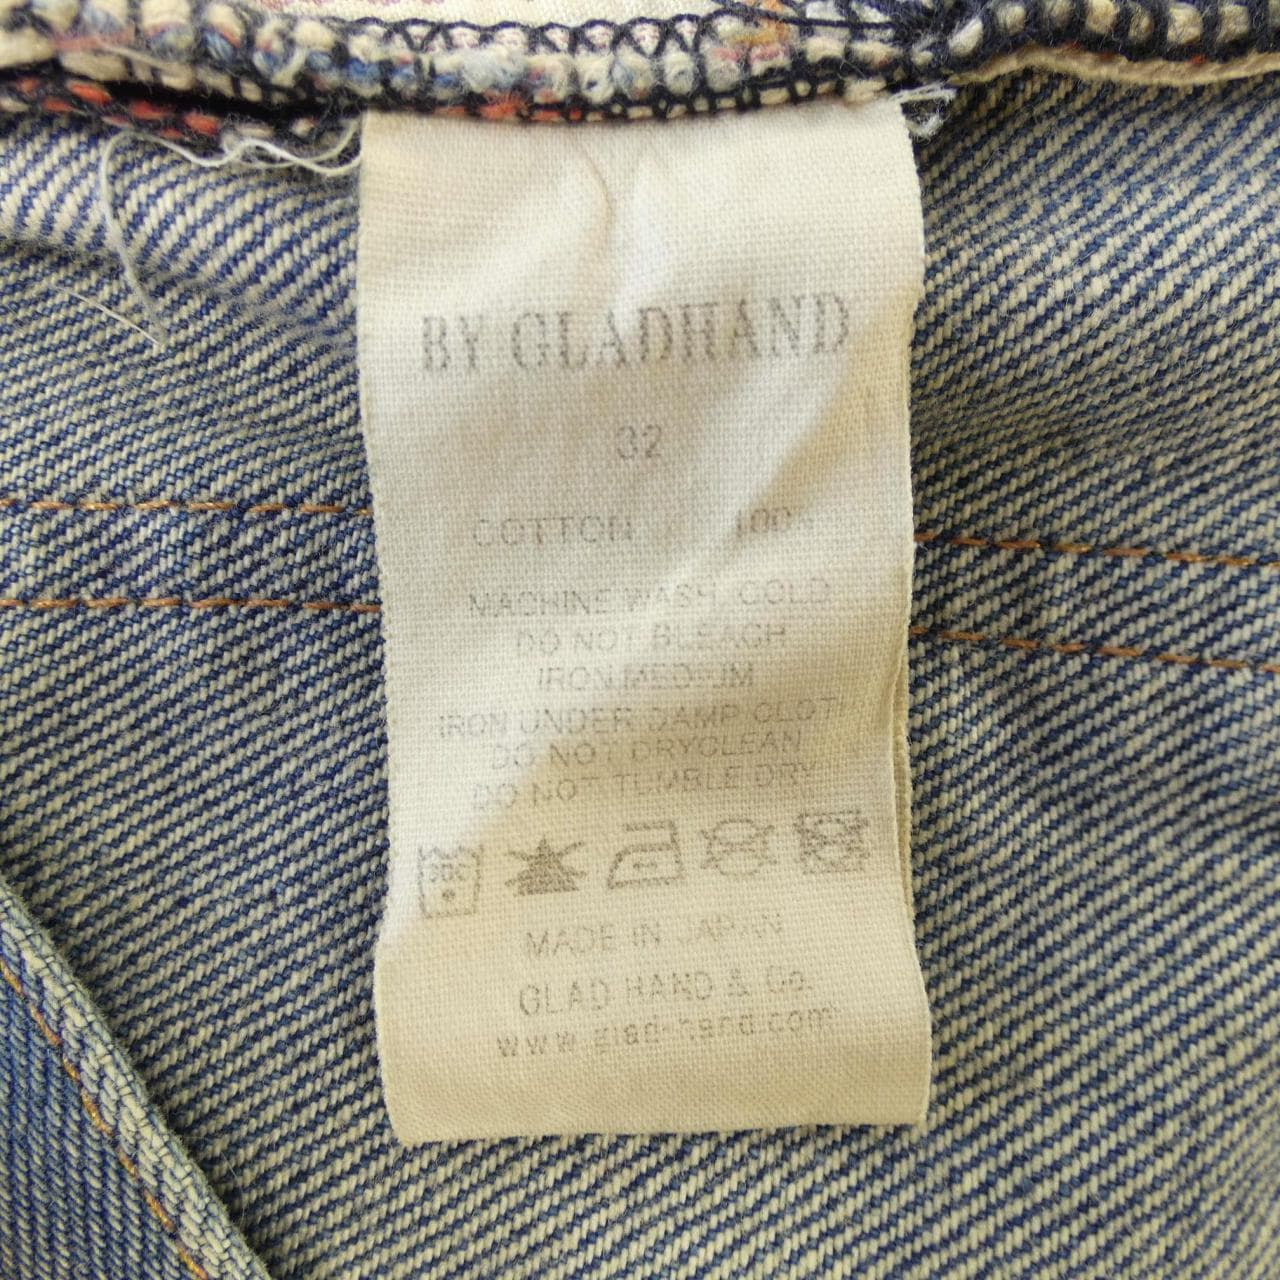 BY GLADHAND
32
COTTON 100%
MACHINE WASH, COLD
DO NOT BLEACH
IRON MEDIUM
IRON UNDER DAMP CLOTH
DO NOT DRYCLEAN
DO NOT TUMBLE DRY
30C
MADE IN JAPAN
GLAD HAND & Co.
www.glad-hand.com